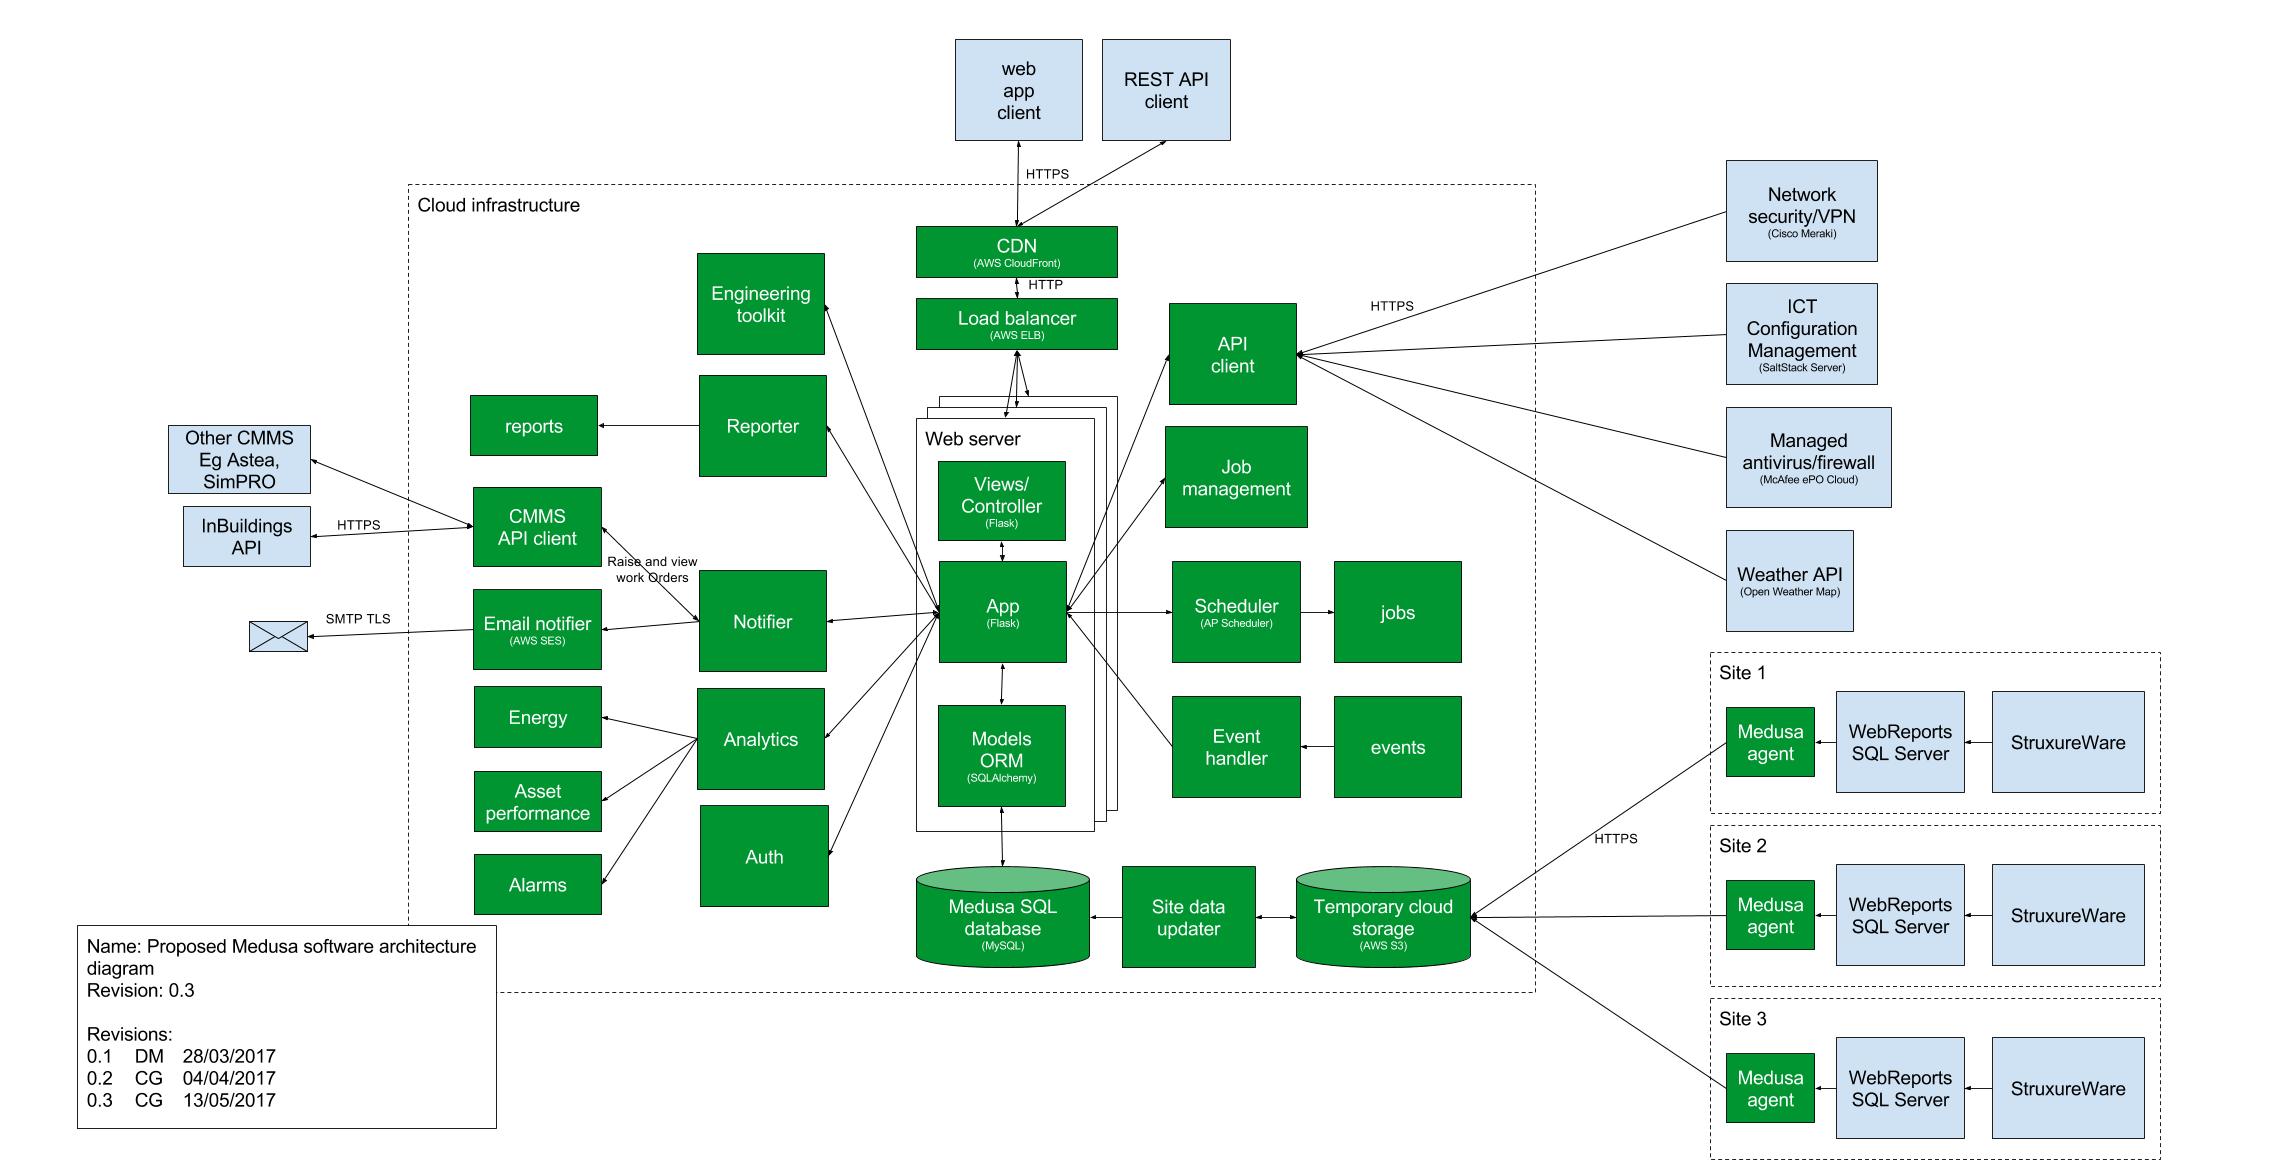 web
app
client
REST API
client
HTTPS
Cloud infrastructure
CDN
(AWS CloudFront)
HTTP
Load balancer
(AWS ELB)
Engineering
toolkit
Reporter
reports
Other CMMS
Eg Astea,
SimPRO
InBuildings
API
HTTPS
CMMS
API client
Raise and view
work Orders
Notifier
Email notifier
(AWS SES)
SMTP TLS
Energy
Analytics
Asset
performance
Alarms
Auth
Web server
Views/
Controller
(Flask)
App
(Flask)
Models
ORM
(SQLAlchemy)
API
client
Job
management
Scheduler
(AP Scheduler)
jobs
Event
handler
events
Medusa SQL
database
(MySQL)
Site data
updater
Temporary cloud
storage
(AWS S3)
HTTPS
Network
security/VPN
(Cisco Meraki)
ICT
Configuration
Management
(SaltStack Server)
Managed
antivirus/firewall
(McAfee ePO Cloud)
Weather API
(Open Weather Map)
HTTPS
Site 1
Medusa
agent
WebReports
SQL Server
StruxureWare
Site 2
Medusa
agent
WebReports
SQL Server
StruxureWare
Site 3
Medusa
agent
WebReports
SQL Server
StruxureWare
Name: Proposed Medusa software architecture
diagram
Revision: 0.3
Revisions:
0.1 DM 28/03/2017
0.2 CG 04/04/2017
0.3 CG 13/05/2017